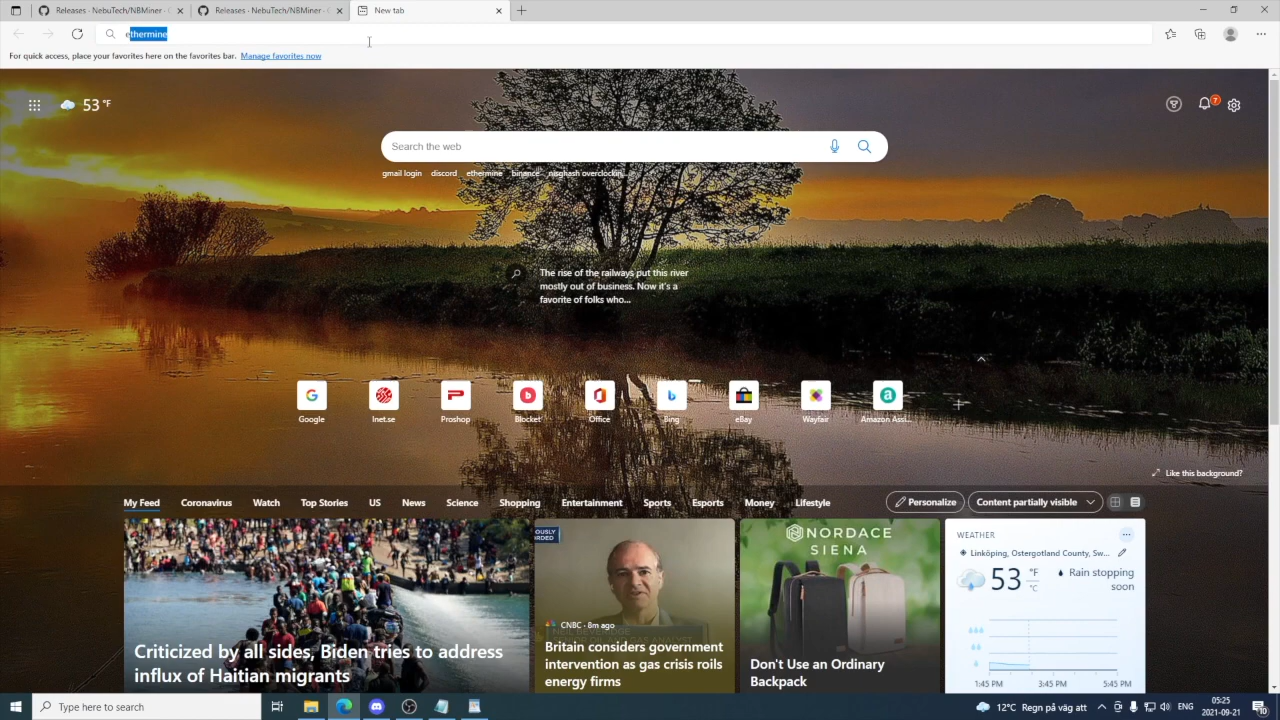 Releases · NebuTech/NBMiner · G
Releases · NebuTech/NBMiner · G
New tab
ethermine
For quick access, place your favorites here on the favorites bar. Manage favorites now
53 °F
7
Search the web
gmail login discord ethermine binance
The rise of the railways put this river
mostly out of business. Now it's a
favorite of folks who...
Google
Inet.se
Proshop
Blocket
Office
Bing
eBay
Wayfair
Amazon Assi...
Like this background?
My Feed Coronavirus Watch Top Stories US News Science Shopping Entertainment Sports Esports Money Lifestyle
Personalize
Content partially visible
Criticized by all sides, Biden tries to address
influx of Haitian migrants
CNBC · 8m ago
Britain considers government
intervention as gas crisis roils
energy firms
NORDACE
SIENA
Don't Use an Ordinary
Backpack
WEATHER
Linköping, Ostergotland County, Sw...
53 °F
°C
Rain stopping
soon
1:45 PM 3:45 PM 5:45 PM
Type here to search
12°C Regn på väg att
ENG
05:25
2021-09-21
10